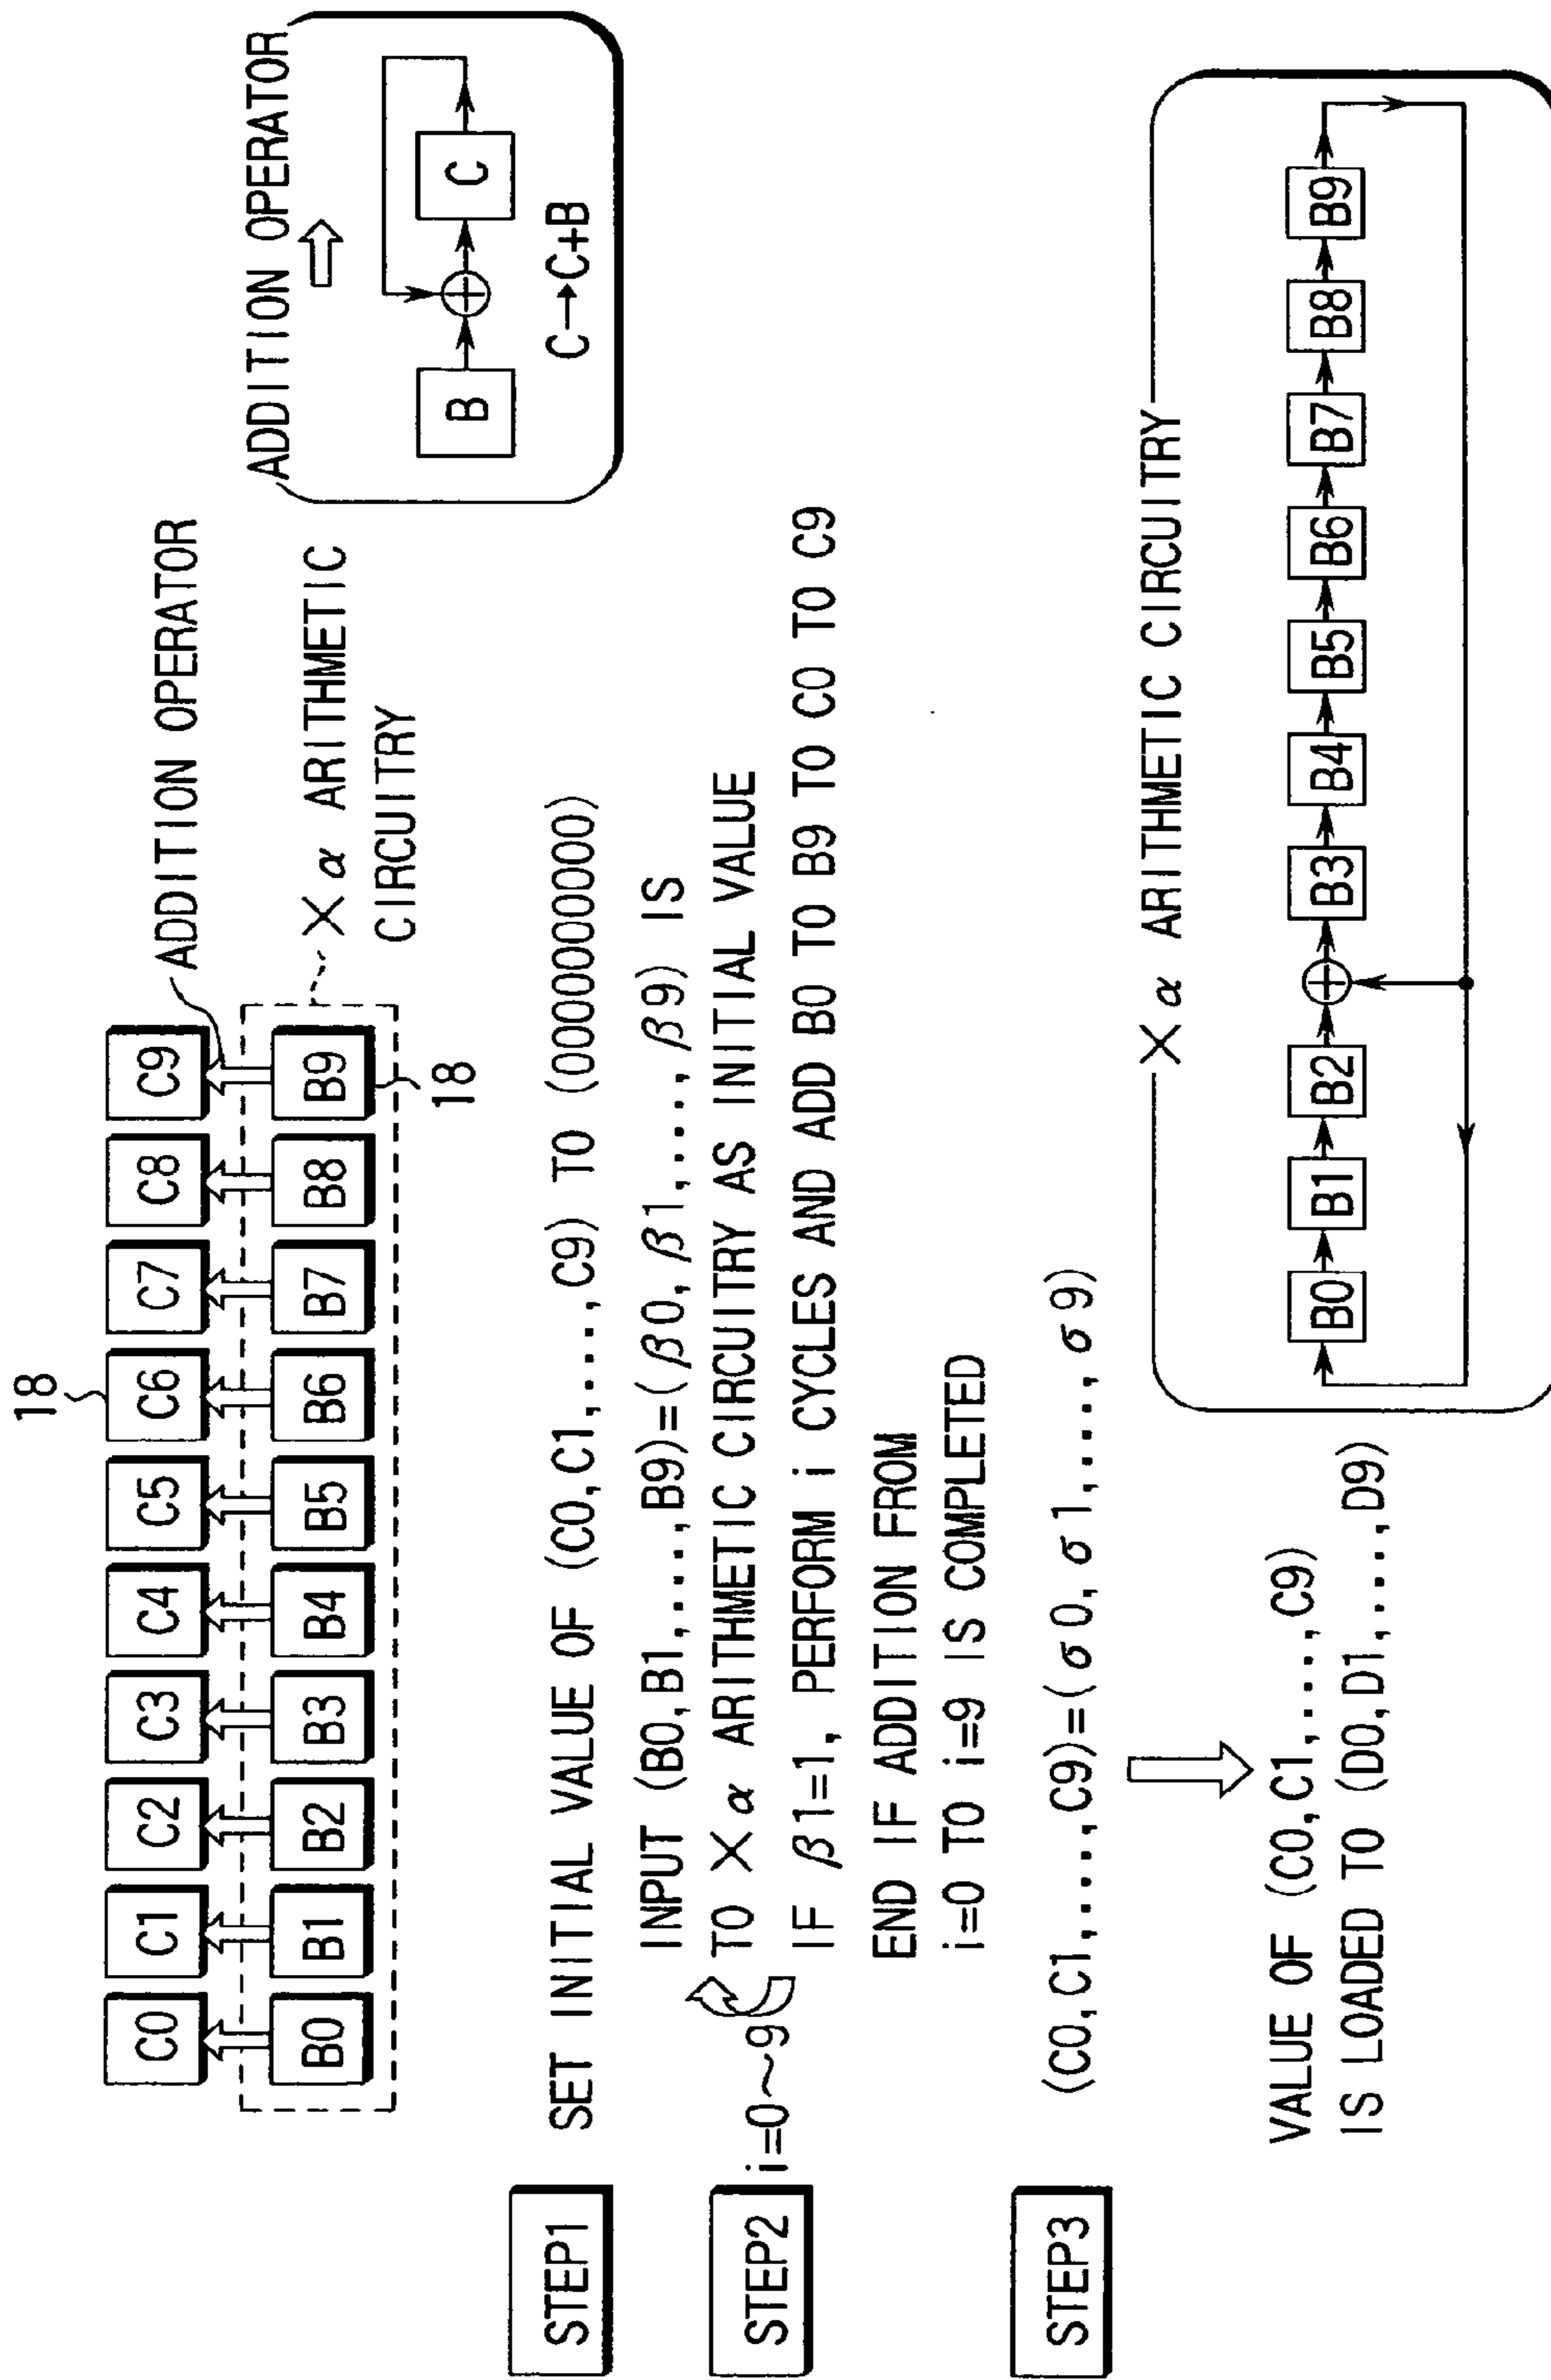 18
C0 C1 C2 C3 C4 C5 C6 C7 C8 C9
ADDITION OPERATOR
B0 B1 B2 B3 B4 B5 B6 B7 B8 B9
× α ARITHMETIC
CIRCUITRY
18
ADDITION OPERATOR
B
C
C→C+B
STEP1
SET INITIAL VALUE OF (C0,C1,....,C9) TO (0000000000)
STEP2
i=0~9
INPUT (B0,B1,....,B9)=(β0,β1,....,β9) IS
TO × α ARITHMETIC CIRCUITRY AS INITIAL VALUE
IF β1=1, PERFORM i CYCLES AND ADD B0 TO B9 TO C0 TO C9
END IF ADDITION FROM
i=0 TO i=9 IS COMPLETED
STEP3
(C0,C1,....,C9)=(σ0,σ1,....,σ9)
VALUE OF (C0,C1,....,C9)
IS LOADED TO (D0,D1,....,D9)
× α ARITHMETIC CIRCUITRY
B0 B1 B2 B3 B4 B5 B6 B7 B8 B9